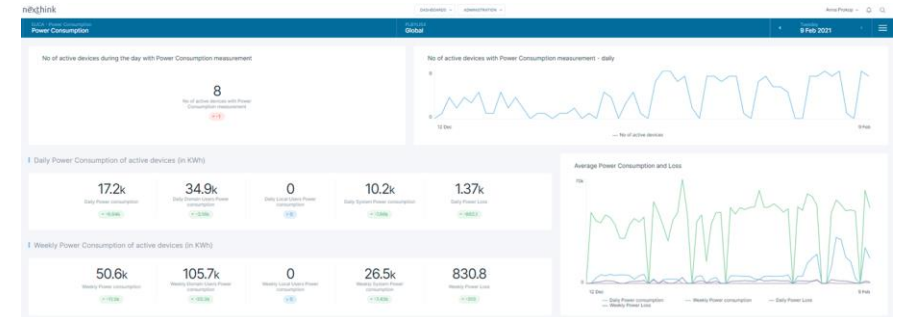 nexthink
DASHBOARDS
ADMINISTRATION
Power Consumption
Global
Tuesday
9 Feb 2021
No of active devices during the day with Power Consumption measurement
8
No of active devices with Power
Consumption measurement
No of active devices with Power Consumption measurement - daily
8
0
12 Dec
9 Feb
No of active devices
Daily Power Consumption of active devices (in KWh)
17.2k
34.9k
0
10.2k
1.37k
Daily Power consumption
Daily Domain Users Power
consumption
Daily Local Users Power
consumption
Daily System Power consumption
Daily Power Loss
Weekly Power Consumption of active devices (in KWh)
50.6k
105.7k
0
26.5k
830.8
Weekly Power consumption
Weekly Domain Users Power
consumption
Weekly Local Users Power
consumption
Weekly System Power
consumption
Weekly Power Loss
Average Power Consumption and Loss
10k
0
12 Dec
9 Feb
Daily Power consumption
Weekly Power consumption
Daily Power Loss
Weekly Power Loss